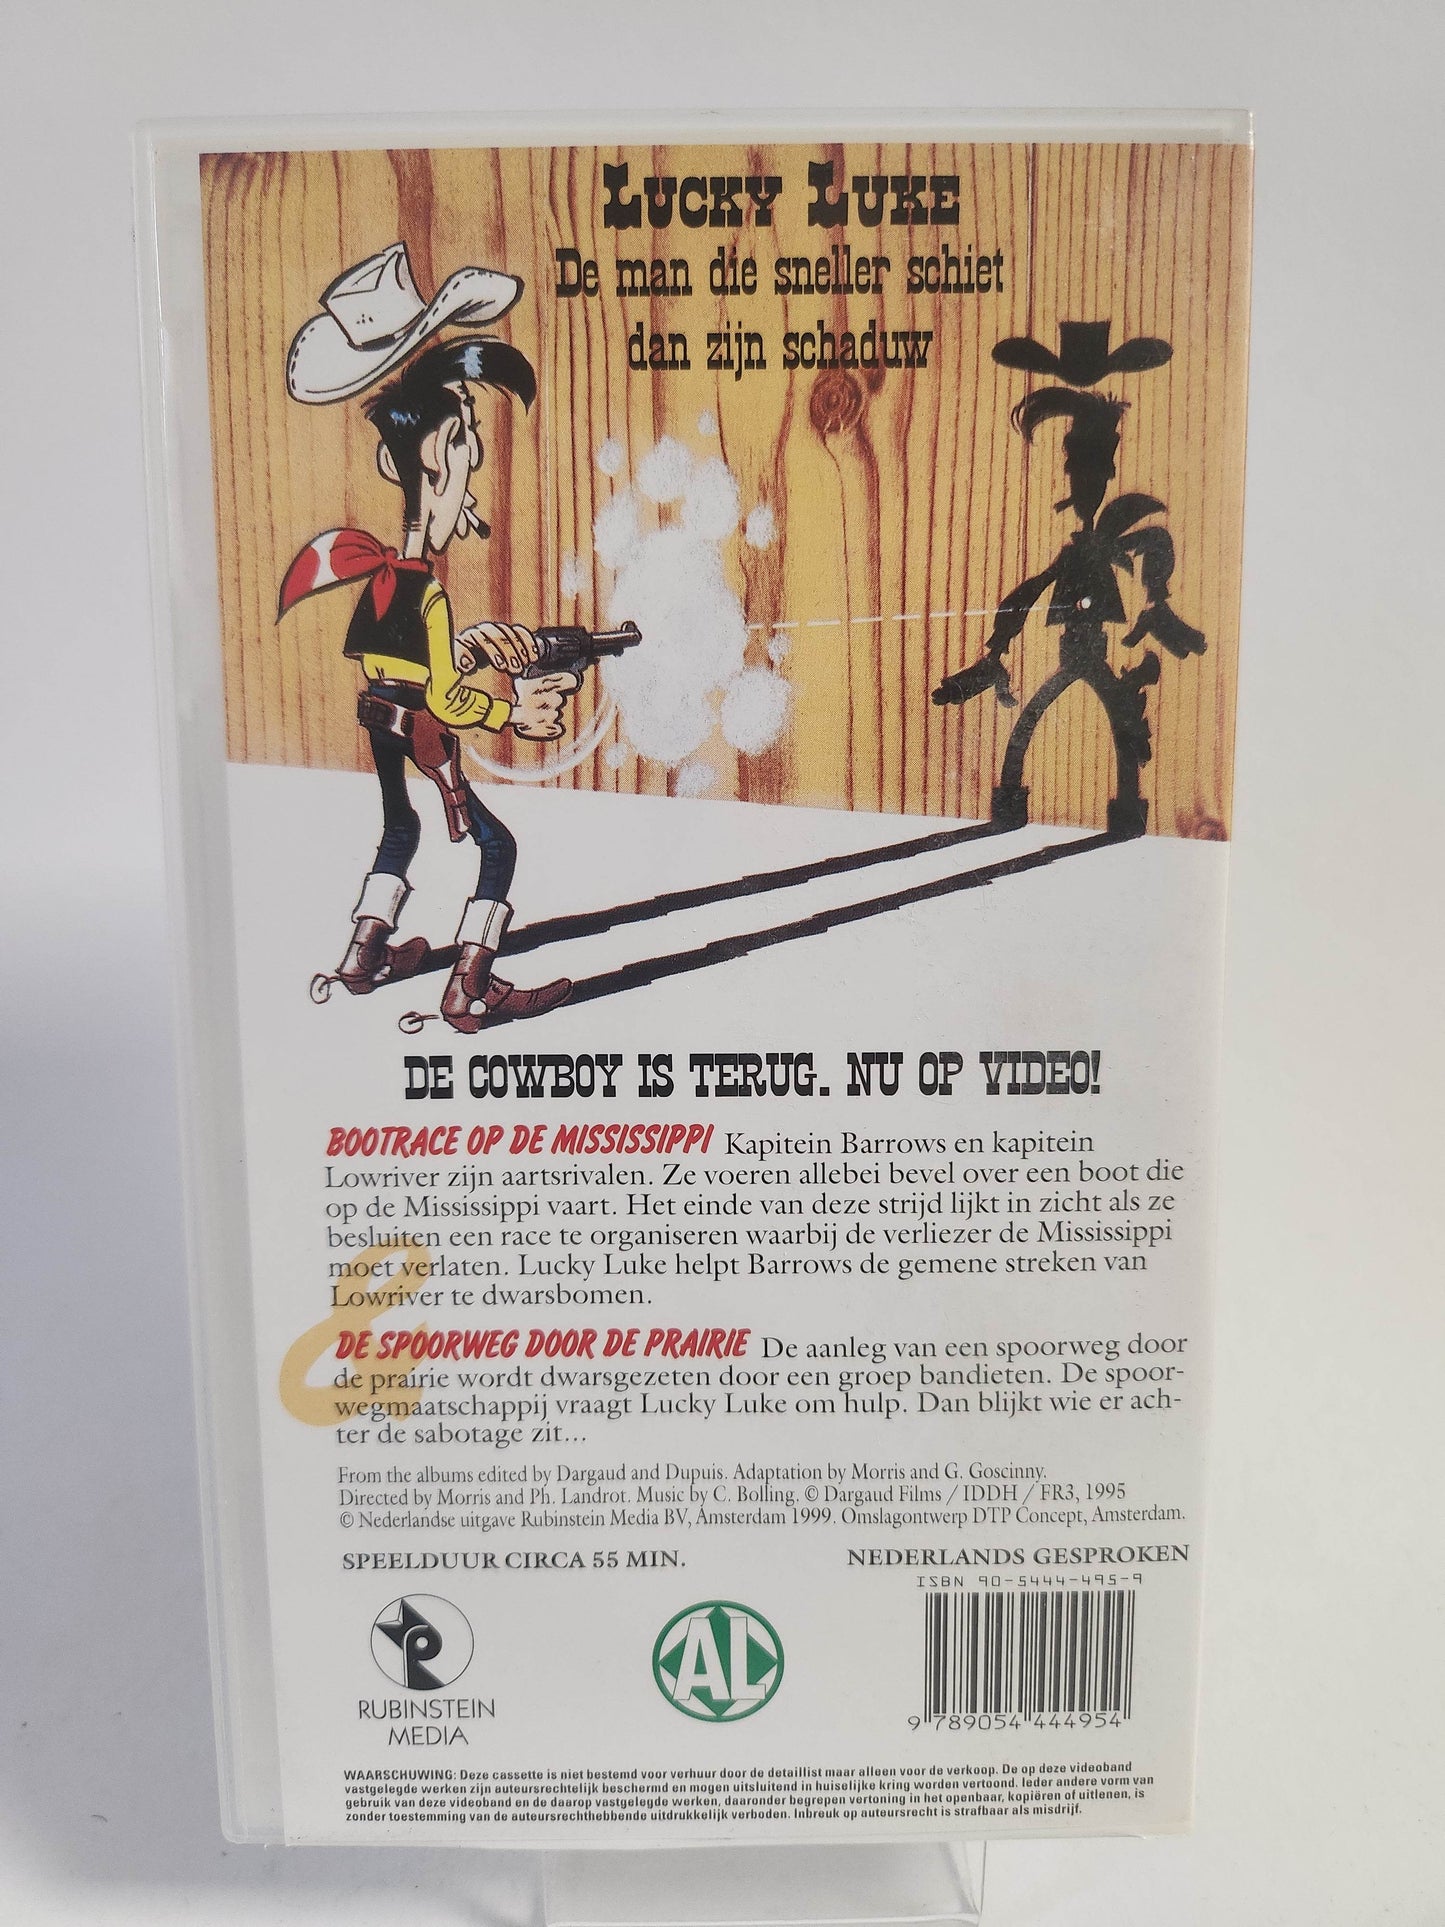 LUCKY LUKE
De man die sneller schiet
dan zijn schaduw
DE COWBOY IS TERUG. NU OP VIDEO!
BOOTRACE OP DE MISSISSIPPI Kapitein Barrows en kapitein
Lowriver zijn aartsrivalen. Ze voeren allebei bevel over een boot die
op de Mississippi vaart. Het einde van deze strijd lijkt in zicht als ze
besluiten een race te organiseren waarbij de verliezer de Mississippi
moet verlaten. Lucky Luke helpt Barrows de gemene streken van
Lowriver te dwarsbomen.
DE SPOORWEG DOOR DE PRAIRIE De aanleg van een spoorweg door
de prairie wordt dwarsgezeten door een groep bandieten. De spoor-
wegmaatschappij vraagt Lucky Luke om hulp. Dan blijkt wie er ach-
ter de sabotage zit...
From the albums edited by Dargaud and Dupuis. Adaptation by Morris and G. Goscinny.
Directed by Morris and Ph. Landrot. Music by C. Bolling. © Dargaud Films / IDDH / FR3, 1995
© Nederlandse uitgave Rubinstein Media BV, Amsterdam 1999. Omslagontwerp DTP Concept, Amsterdam.
SPEELDUUR CIRCA 55 MIN.
NEDERLANDS GESPROKEN
ISBN 90-5444-495-9
RUBINSTEIN
MEDIA
AL
9 789054 444954
WAARSCHUWING: Deze cassette is niet bestemd voor verhuur door de detaillist maar alleen voor de verkoop. De op deze videoband
vastgelegde werken zijn auteursrechtelijk beschermd en mogen uitsluitend in huiselijke kring worden vertoond. Ieder andere vorm van
gebruik van deze videoband en de daarop vastgelegde werken, daaronder begrepen vertoning in het openbaar, kopiëren of uitlenen, is
zonder toestemming van de auteursrechthebbende uitdrukkelijk verboden. Inbreuk op auteursrecht is strafbaar als misdrijf.